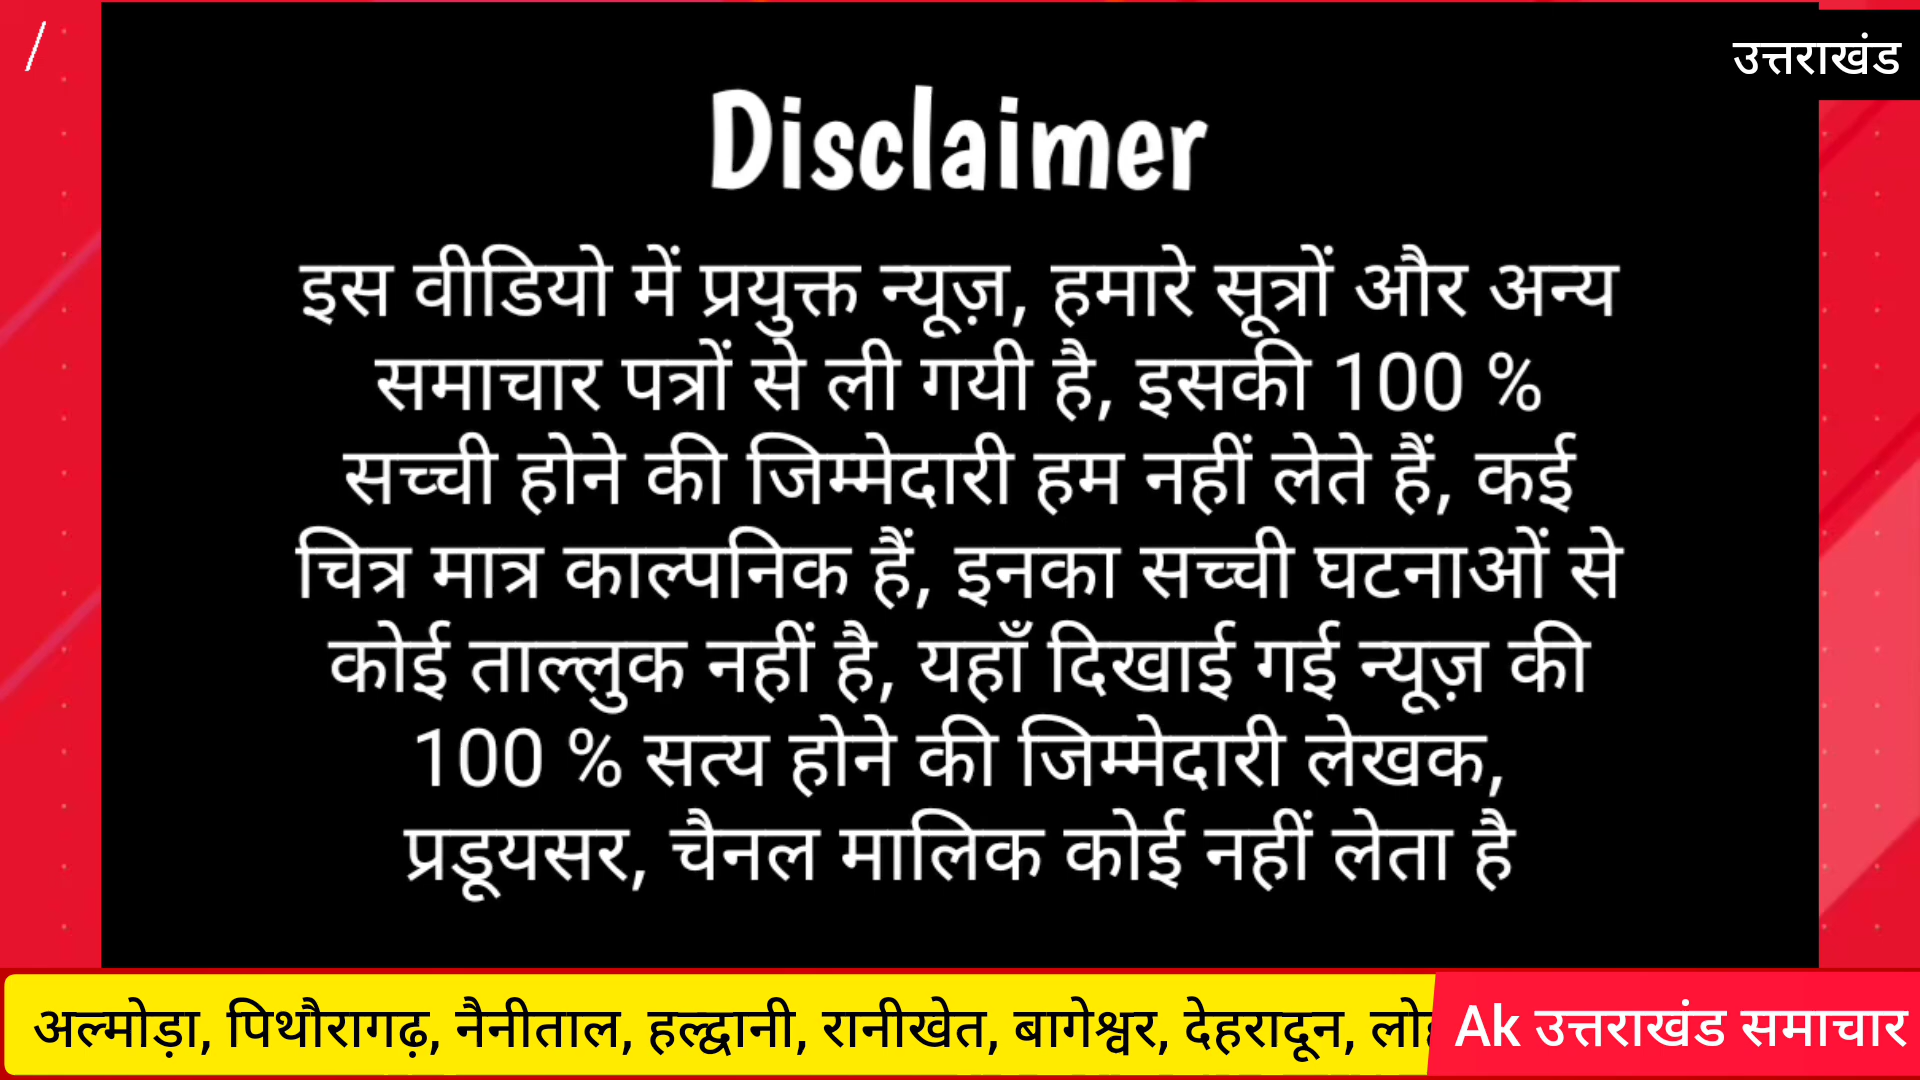 /
उत्तराखंड
Disclaimer
इस वीडियो में प्रयुक्त न्यूज़, हमारे सूत्रों और अन्य
समाचार पत्रों से ली गयी है, इसकी 100 %
सच्ची होने की जिम्मेदारी हम नहीं लेते हैं, कई
चित्र मात्र काल्पनिक हैं, इनका सच्ची घटनाओं से
कोई ताल्लुक नहीं है, यहाँ दिखाई गई न्यूज़ की
100 % सत्य होने की जिम्मेदारी लेखक,
प्रडूयसर, चैनल मालिक कोई नहीं लेता है
अल्मोड़ा, पिथौरागढ़, नैनीताल, हल्द्वानी, रानीखेत, बागेश्वर, देहरादून,
Ak उत्तराखंड समाचार